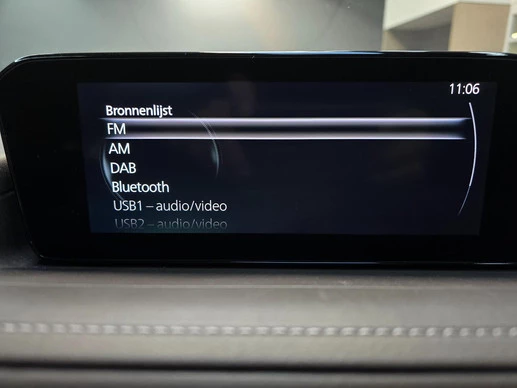 11:06
Bronnenlijst
FM
AM
DAB
Bluetooth
USB1 – audio/video
USB2 – audio/video